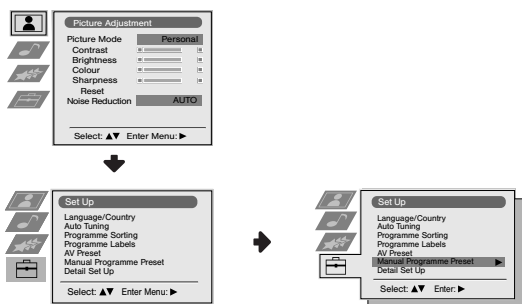 Picture Adjustment
Picture Mode Personal
Contrast
Brightness
Colour
Sharpness
Reset
Noise Reduction AUTO
Select: ▲▼ Enter Menu: ▶
Set Up
Language/Country
Auto Tuning
Programme Sorting
Programme Labels
AV Preset
Manual Programme Preset
Detail Set Up
Select: ▲▼ Enter Menu: ▶
Set Up
Language/Country
Auto Tuning
Programme Sorting
Programme Labels
AV Preset
Manual Programme Preset ▶
Detail Set Up
Select: ▲▼ Enter: ▶